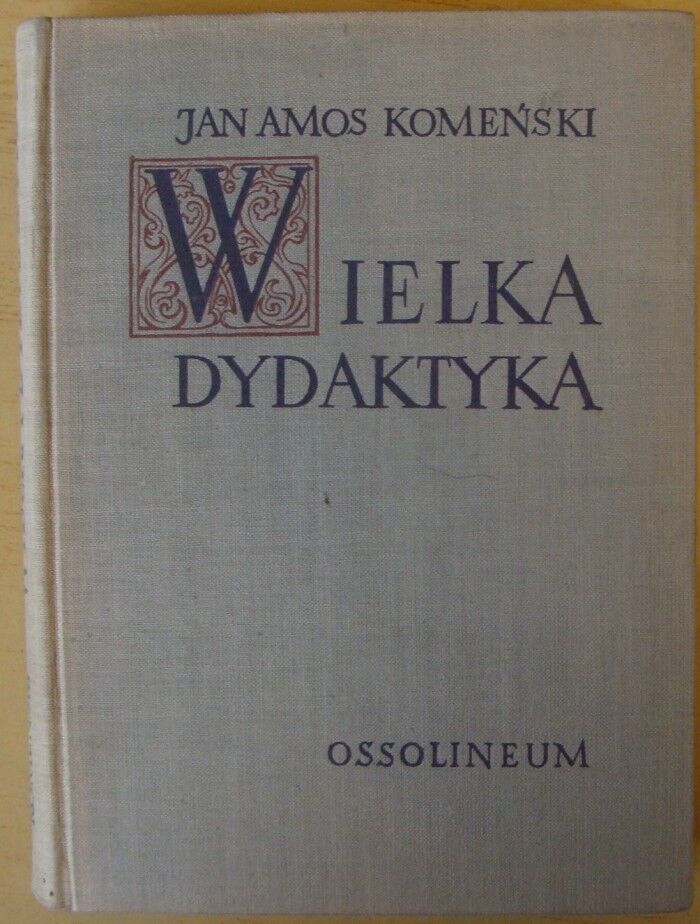 JAN AMOS KOMEŃSKI
WIELKA
DYDAKTYKA
OSSOLINEUM